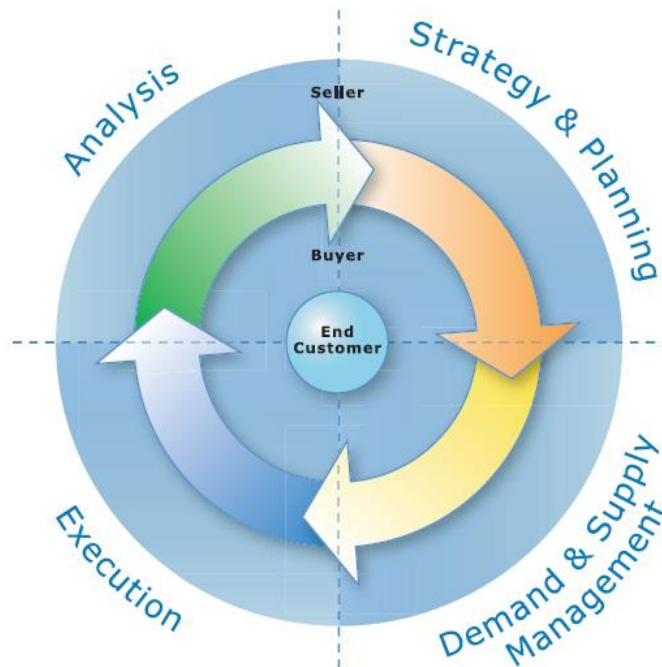 Analysis
Strategy & Planning
Seller
Buyer
End
Customer
Execution
Demand & Supply
Management